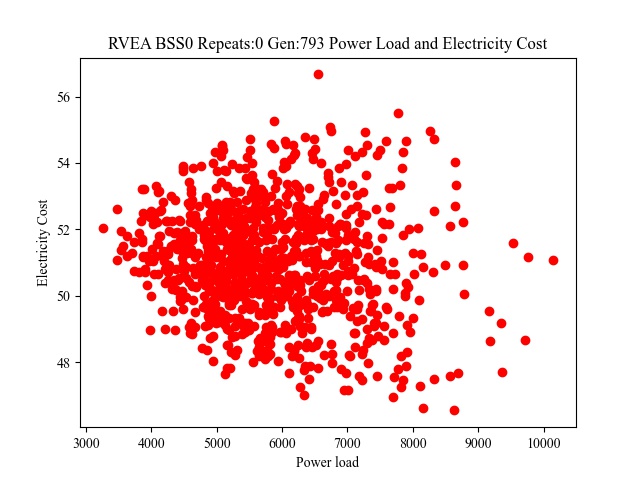 RVEA BSS0 Repeats:0 Gen:793 Power Load and Electricity Cost
56
54
52
50
48
Electricity Cost
3000 4000 5000 6000 7000 8000 9000 10000
Power load